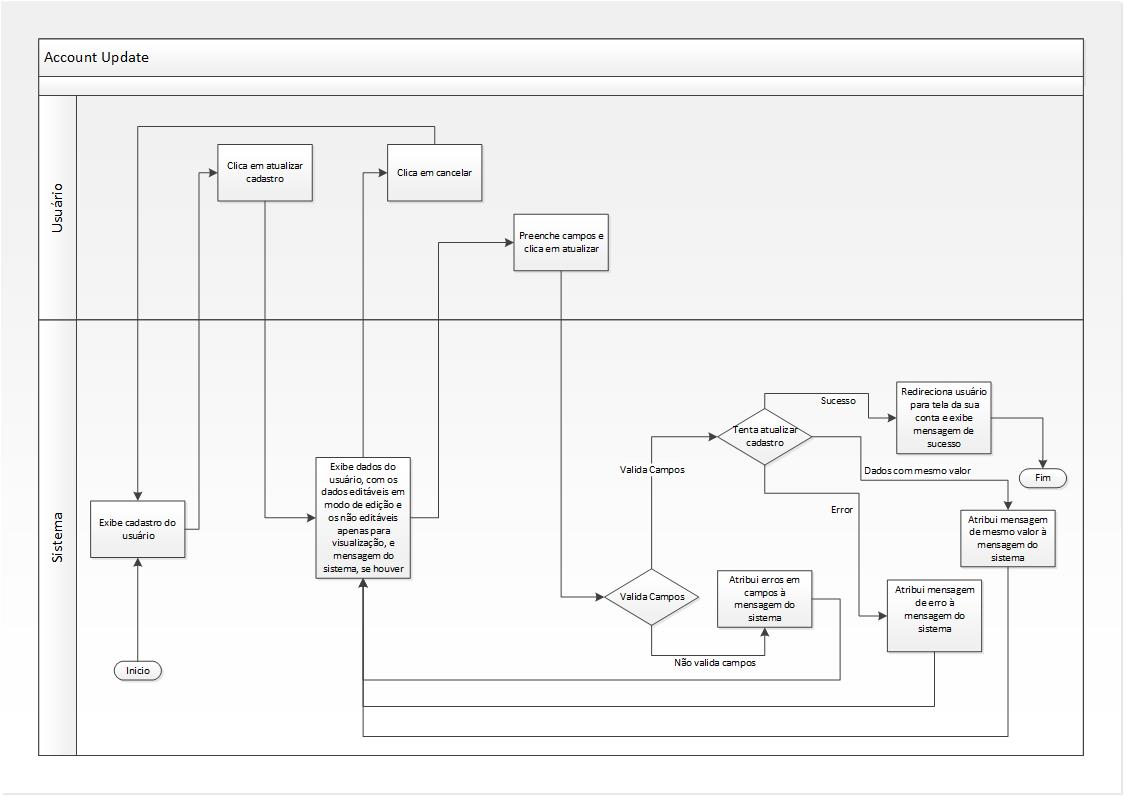 Account Update
Usuário
Clica em atualizar
cadastro
Clica em cancelar
Preenche campos e
clica em atualizar
Sistema
Exibe cadastro do
usuário
Inicio
Exibe dados do
usuário, com os
dados editáveis em
modo de edição e
os não editáveis
apenas para
visualização, e
mensagem do
sistema, se houver
Valida Campos
Valida Campos
Não valida campos
Atribui erros em
campos à
mensagem do
sistema
Tenta atualizar
cadastro
Sucesso
Redireciona usuário
para tela da sua
conta e exibe
mensagem de
sucesso
Fim
Dados com mesmo valor
Atribui mensagem
de mesmo valor à
mensagem do
sistema
Error
Atribui mensagem
de erro à
mensagem do
sistema